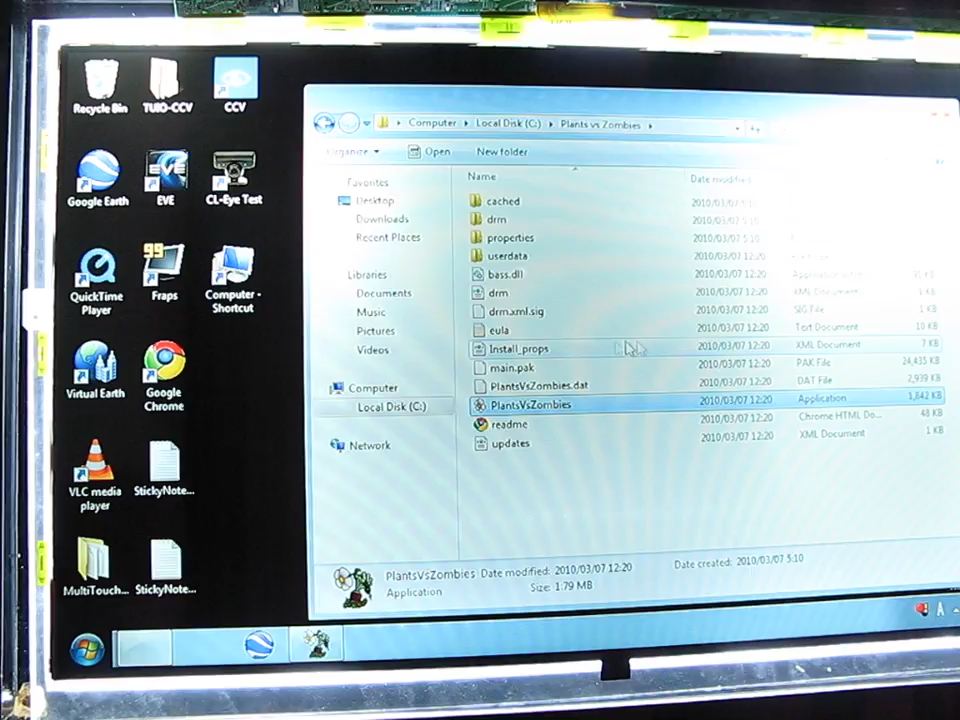 Recycle Bin
TUIO-CCV
CCV
Google Earth
EVE
CL-Eye Test
QuickTime
Player
99
Fraps
Computer -
Shortcut
Virtual Earth
Google
Chrome
VLC media
player
StickyNote...
MultiTouch...
StickyNote...
Computer
Local Disk (C:)
Plants vs Zombies
Organize
Open
New folder
Favorites
Desktop
Downloads
Recent Places
Libraries
Documents
Music
Pictures
Videos
Computer
Local Disk (C:)
Network
Name Date modified
cached 2010/03/07 5:10
drm 2010/03/07 5:10
properties 2010/03/07 5:10
userdata 2010/03/07 12:20
bass.dll 2010/03/07 12:20
drm 2010/03/07 12:20 XML Document 1 KB
drm.xml.sig 2010/03/07 12:20 SIG File 1 KB
eula 2010/03/07 12:20 Text Document 10 KB
Install_props 2010/03/07 12:20 XML Document 7 KB
main.pak 2010/03/07 12:20 PAK File 24,435 KB
PlantsVsZombies.dat 2010/03/07 12:20 DAT File 2,939 KB
PlantsVsZombies 2010/03/07 12:20 Application 1,842 KB
readme 2010/03/07 12:20 Chrome HTML Do... 48 KB
updates 2010/03/07 12:20 XML Document 1 KB
PlantsVsZombies Date modified: 2010/03/07 12:20 Date created: 2010/03/07 5:10
Application Size: 1.79 MB
A